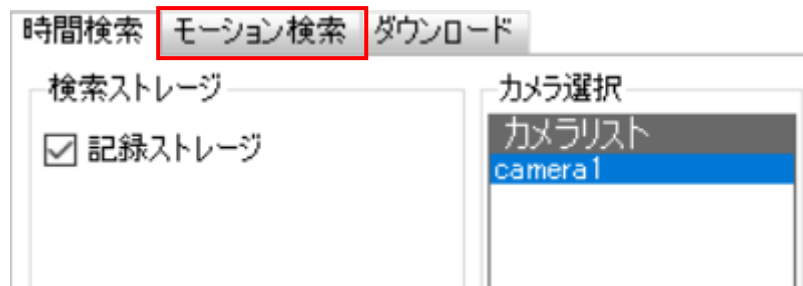 時間検索 モーション検索 ダウンロード
検索ストレージ カメラ選択
カメラリスト
記録ストレージ
camera1